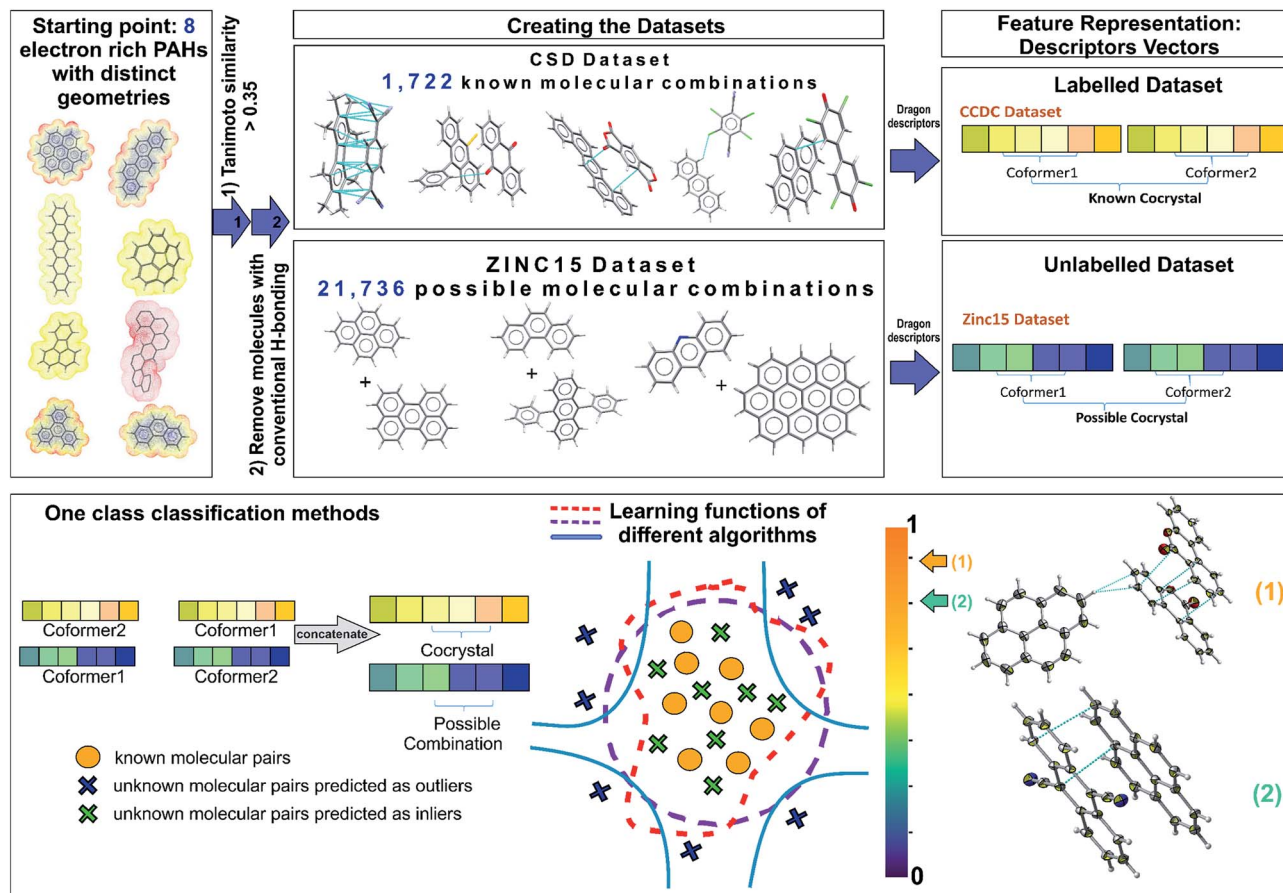 Starting point: 8
electron rich PAHs
with distinct
geometries
1) Tanimoto similarity
> 0.35
1
2
2) Remove molecules with
conventional H-bonding
Creating the Datasets
CSD Dataset
1,722 known molecular combinations
ZINC15 Dataset
21,736 possible molecular combinations
+
+
+
Dragon
descriptors
Dragon
descriptors
Feature Representation:
Descriptors Vectors
Labelled Dataset
CCDC Dataset
Coformer1
Coformer2
Known Cocrystal
Unlabelled Dataset
Zinc15 Dataset
Coformer1
Coformer2
Possible Cocrystal
One class classification methods
Coformer2
Coformer1
Coformer1
Coformer2
concatenate
Cocrystal
Possible
Combination
known molecular pairs
unknown molecular pairs predicted as outliers
unknown molecular pairs predicted as inliers
Learning functions of
different algorithms
1
(1)
(2)
0
(1)
(2)